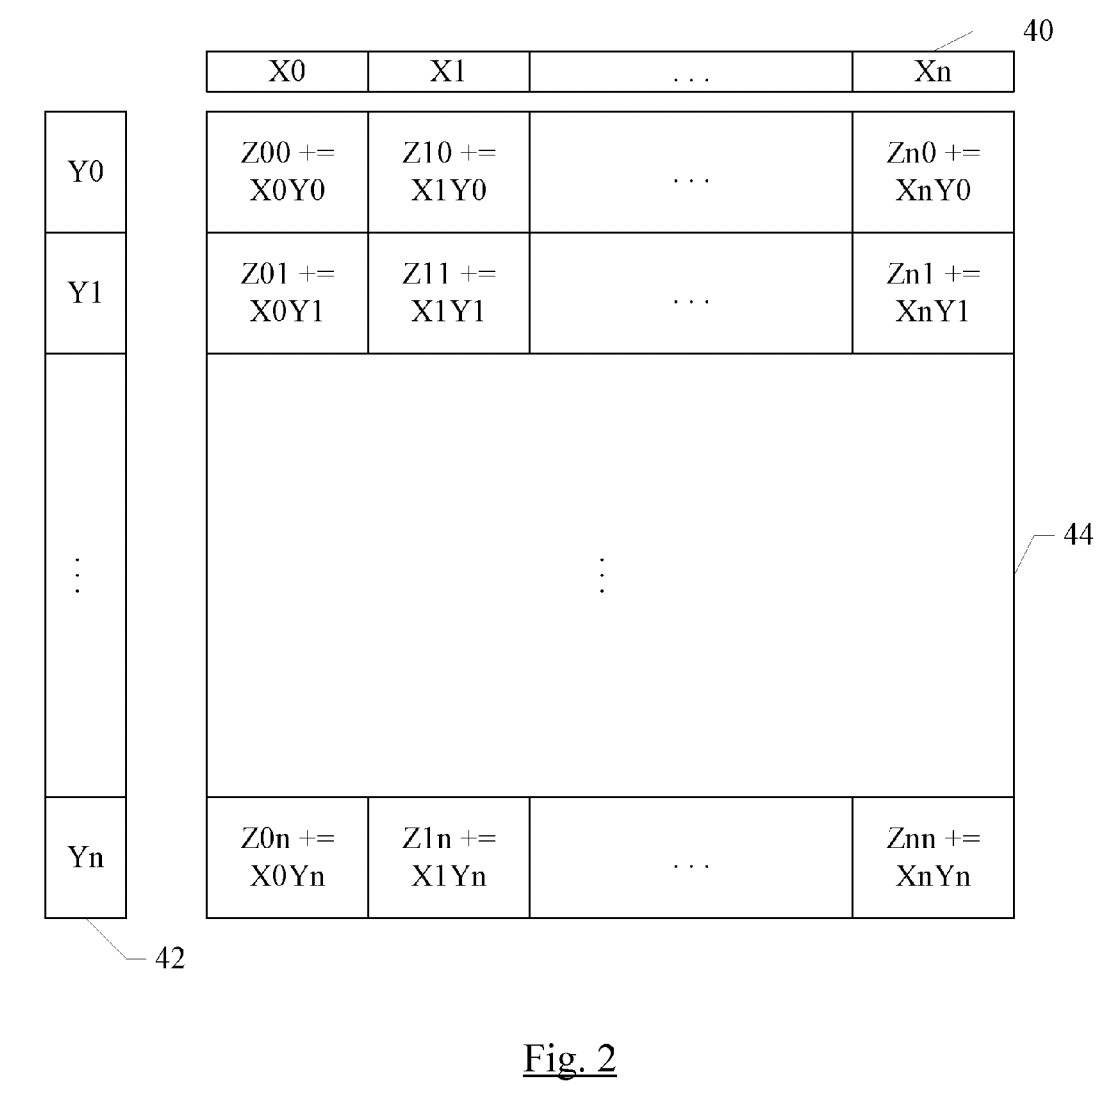 40
X0 X1 . . . Xn
Y0
Z00 += Z10 += Zn0 +=
X0Y0 X1Y0 . . . XnY0
Y1
Z01 += Z11 += Zn1 +=
X0Y1 X1Y1 . . . XnY1
44
Yn
Z0n += Z1n += Znn +=
X0Yn X1Yn . . . XnYn
42
Fig. 2